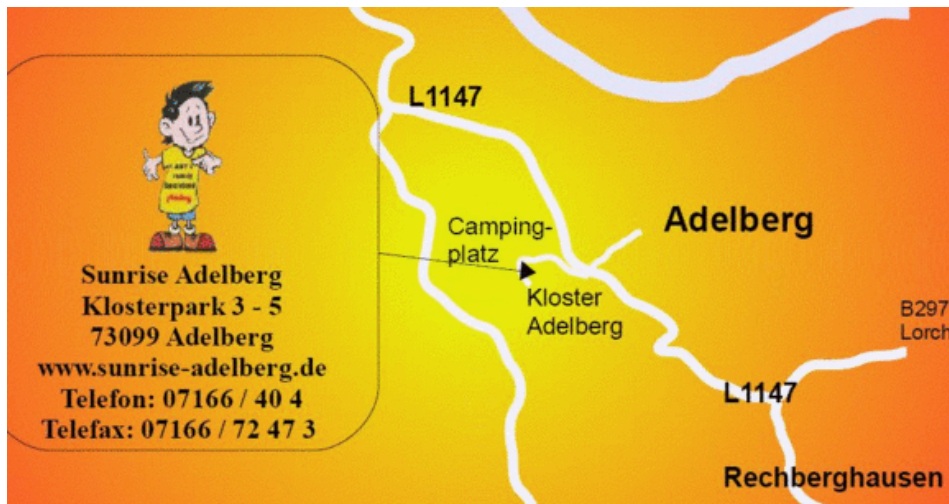 Sunrise Adelberg
Klosterpark 3 - 5
73099 Adelberg
www.sunrise-adelberg.de
Telefon: 07166 / 40 4
Telefax: 07166 / 72 47 3
L1147
Camping-
platz
Adelberg
Kloster
Adelberg
B297
Lorch
L1147
Rechberghausen